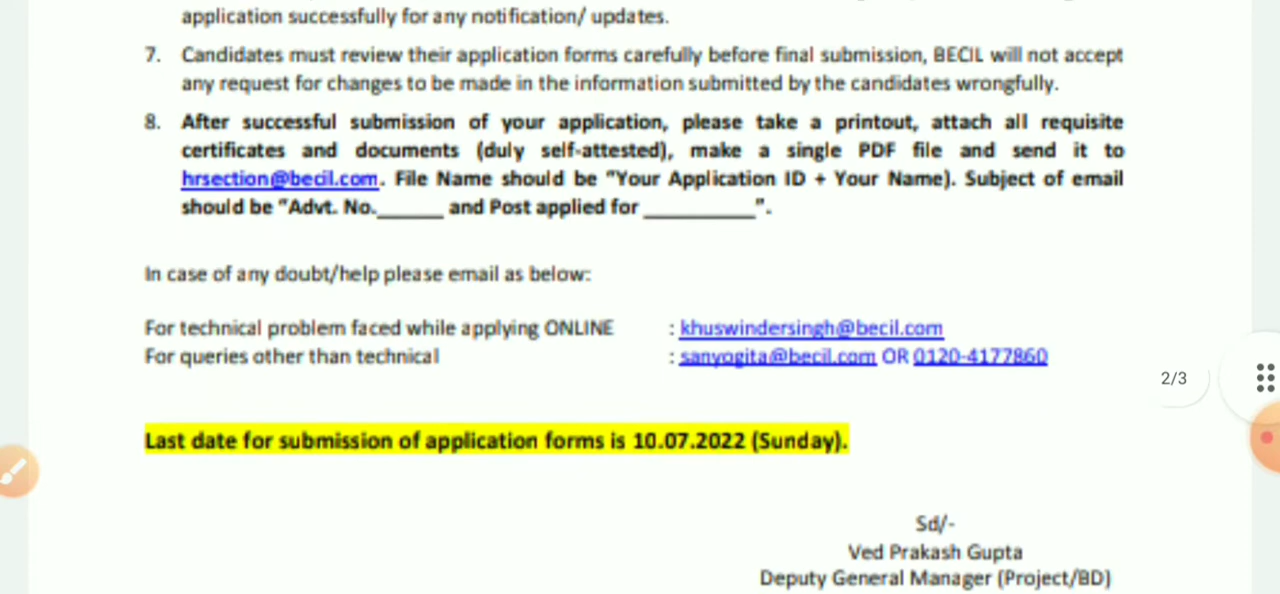 application successfully for any notification/ updates.
7. Candidates must review their application forms carefully before final submission, BECIL will not accept
any request for changes to be made in the information submitted by the candidates wrongfully.
8. After successful submission of your application, please take a printout, attach all requisite
certificates and documents (duly self-attested), make a single PDF file and send it to
hrsection@becil.com. File Name should be "Your Application ID + Your Name). Subject of email
should be "Advt. No.______ and Post applied for __________".
In case of any doubt/help please email as below:
For technical problem faced while applying ONLINE : khuswindersingh@becil.com
For queries other than technical : sanyogita@becil.com OR 0120-4177860
2/3
Last date for submission of application forms is 10.07.2022 (Sunday).
Sd/-
Ved Prakash Gupta
Deputy General Manager (Project/BD)